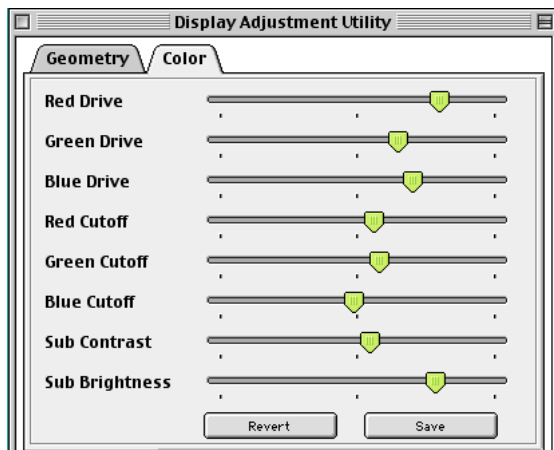 Display Adjustment Utility
Geometry Color
Red Drive
Green Drive
Blue Drive
Red Cutoff
Green Cutoff
Blue Cutoff
Sub Contrast
Sub Brightness
Revert Save